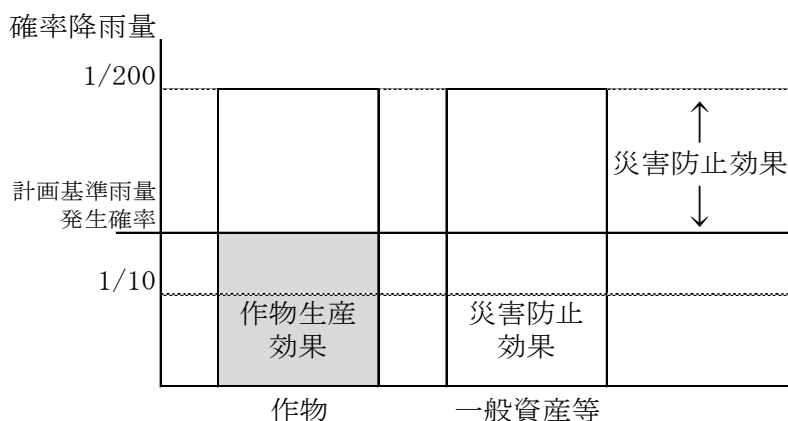 確率降雨量
1/200
災害防止効果
計画基準雨量
発生確率
1/10
作物生産
効果
災害防止
効果
作物
一般資産等